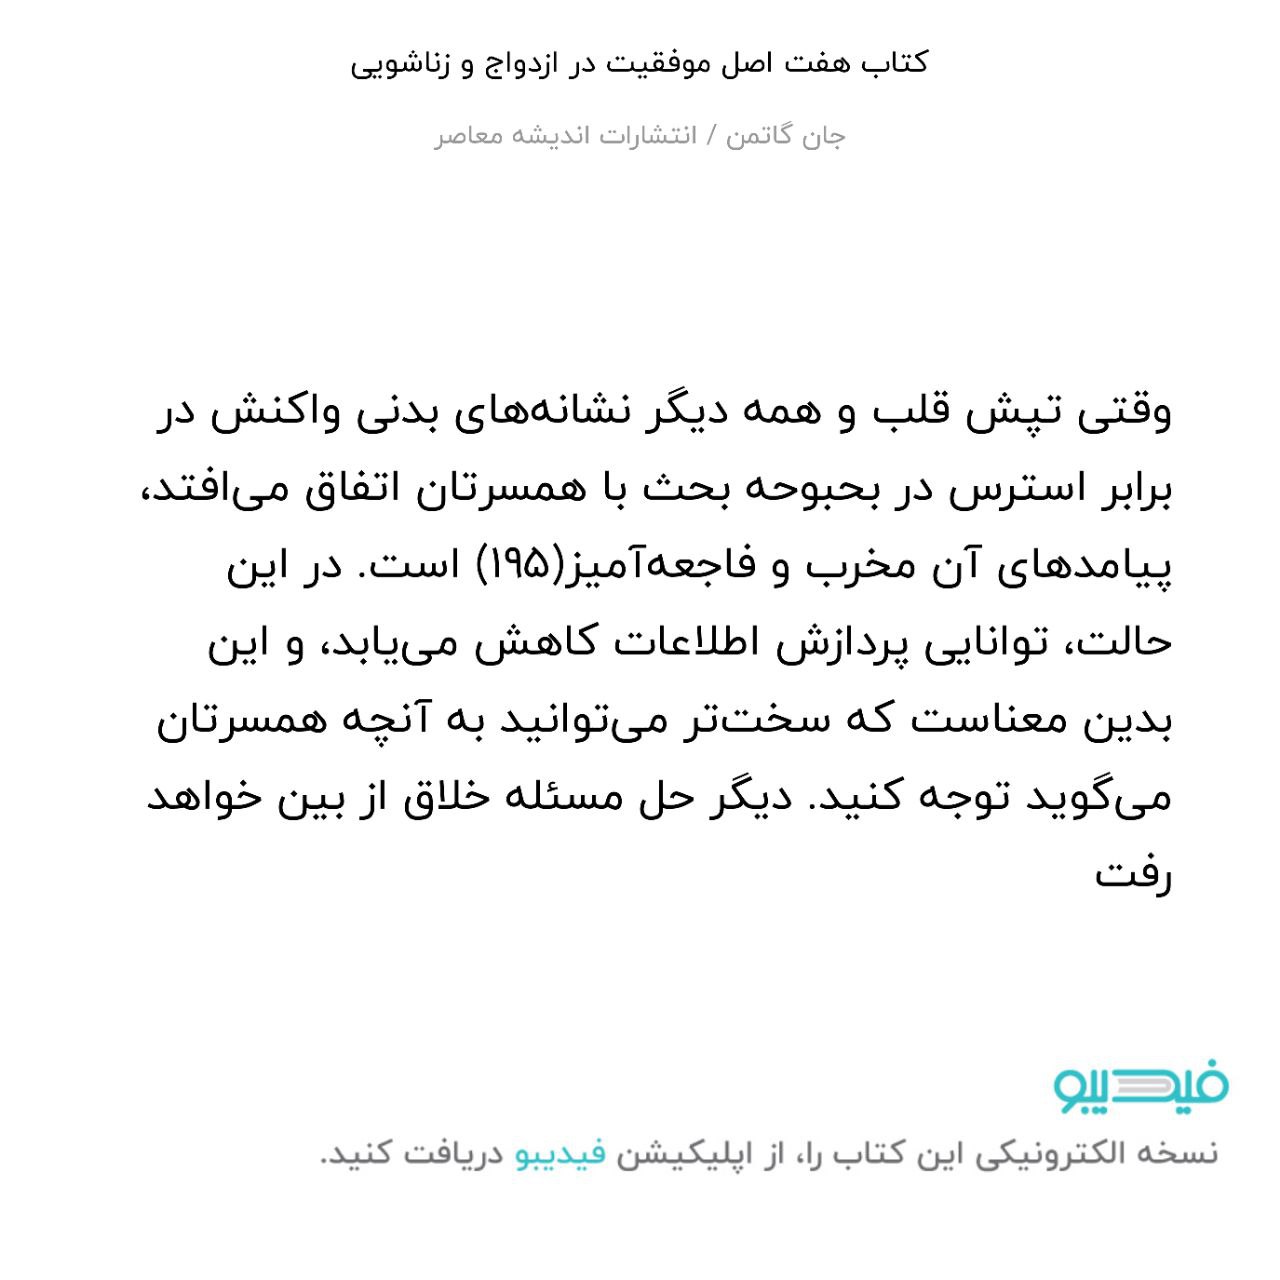 کتاب هفت اصل موفقیت در ازدواج و زناشویی
جان گاتمن / انتشارات اندیشه معاصر
وقتی تپش قلب و همه دیگر نشانه‌های بدنی واکنش در
برابر استرس در بحبوحه بحث با همسرتان اتفاق می‌افتد،
پیامدهای آن مخرب و فاجعه‌آمیز(۱۹۵) است. در این
حالت، توانایی پردازش اطلاعات کاهش می‌یابد، و این
بدین معناست که سخت‌تر می‌توانید به آنچه همسرتان
می‌گوید توجه کنید. دیگر حل مسئله خلاق از بین خواهد
رفت
فیدیبو
نسخه الکترونیکی این کتاب را، از اپلیکیشن فیدیبو دریافت کنید.